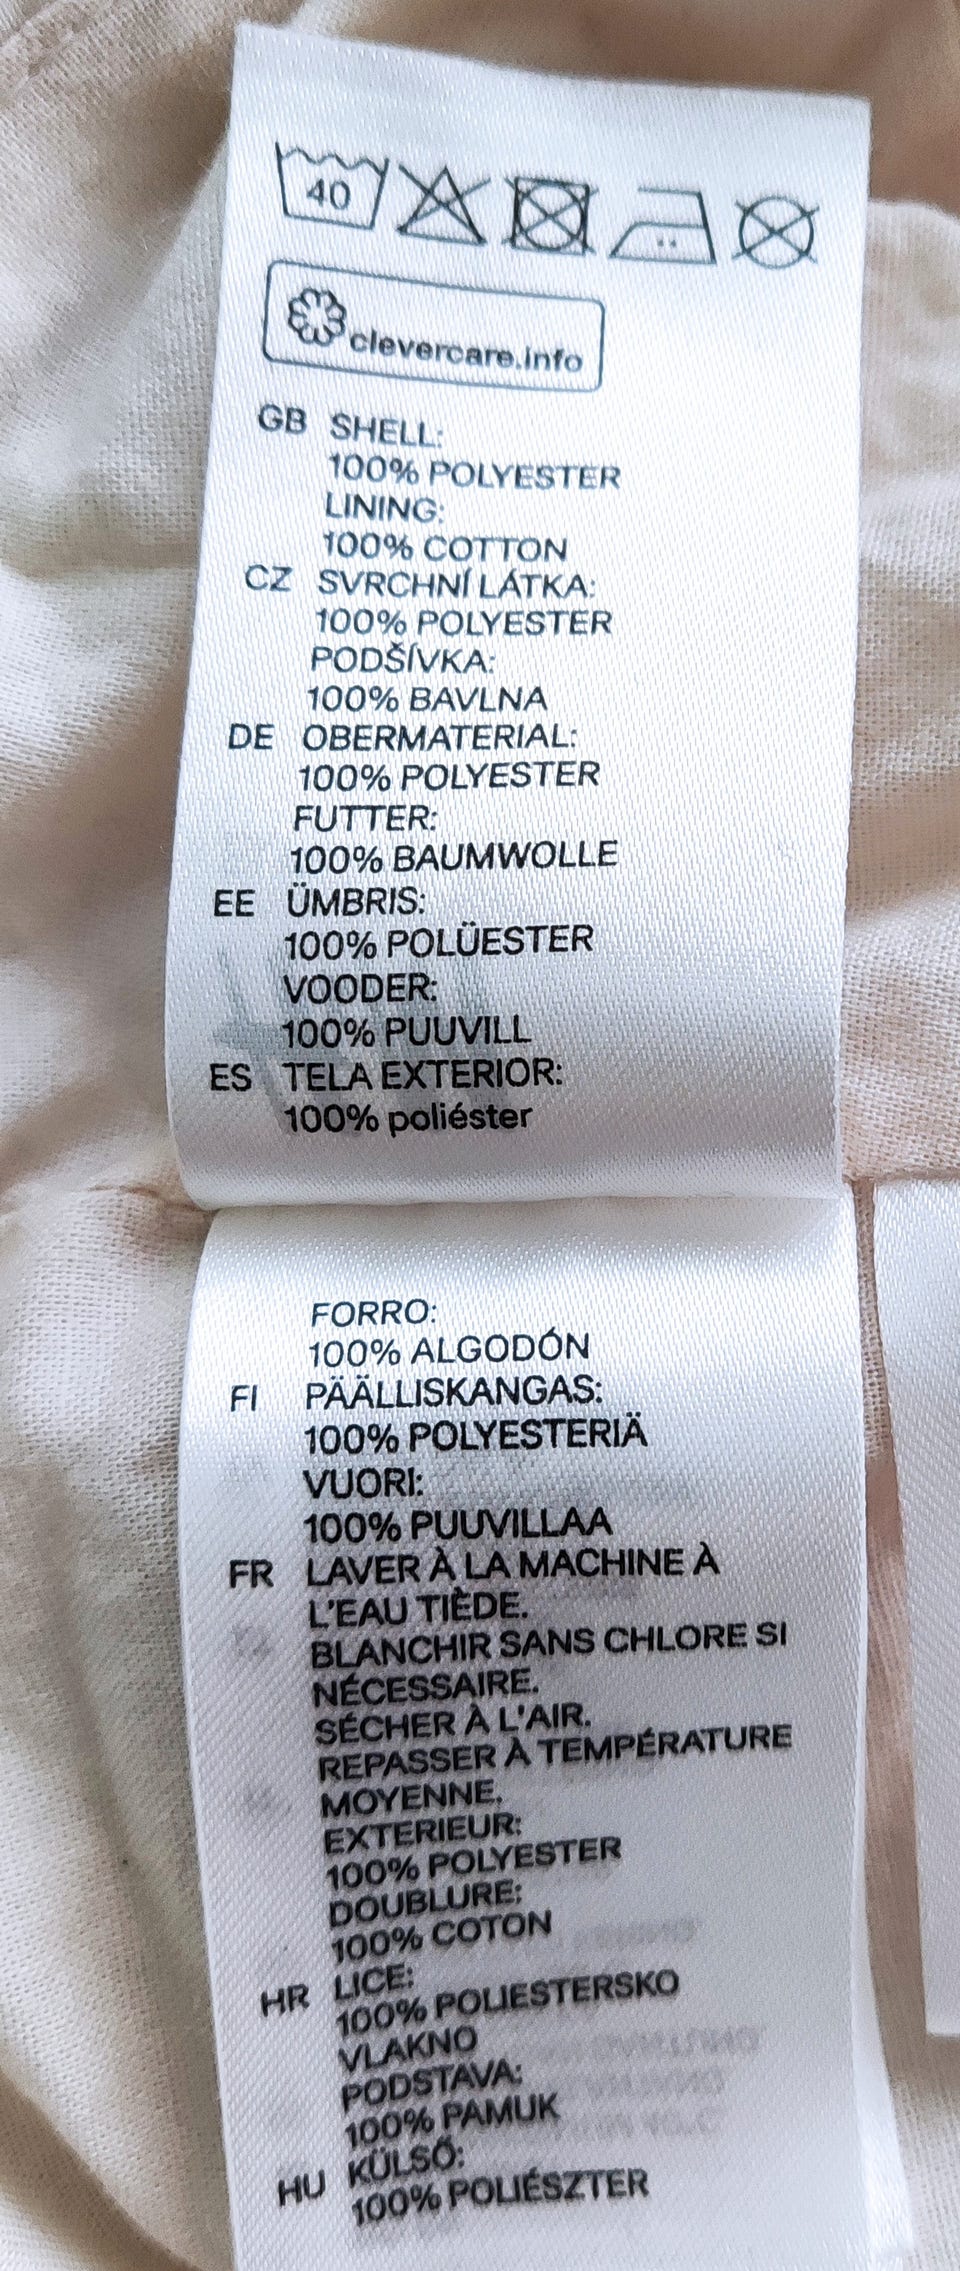 40
clevercare.info
GB SHELL:
100% POLYESTER
LINING:
100% COTTON
CZ SVRCHNÍ LÁTKA:
100% POLYESTER
PODŠÍVKA:
100% BAVLNA
DE OBERMATERIAL:
100% POLYESTER
FUTTER:
100% BAUMWOLLE
EE ÜMBRIS:
100% POLÜESTER
VOODER:
100% PUUVILL
ES TELA EXTERIOR:
100% poliéster
FORRO:
100% ALGODÓN
FI PÄÄLLISKANGAS:
100% POLYESTERIÄ
VUORI:
100% PUUVILLAA
FR LAVER À LA MACHINE À
L'EAU TIÈDE.
BLANCHIR SANS CHLORE SI
NÉCESSAIRE.
SÉCHER À L'AIR.
REPASSER À TEMPÉRATURE
MOYENNE.
EXTERIEUR:
100% POLYESTER
DOUBLURE:
100% COTON
HR LICE:
100% POLIESTERSKO
VLAKNO
PODSTAVA:
100% PAMUK
HU KÜLSŐ:
100% POLIÉSZTER